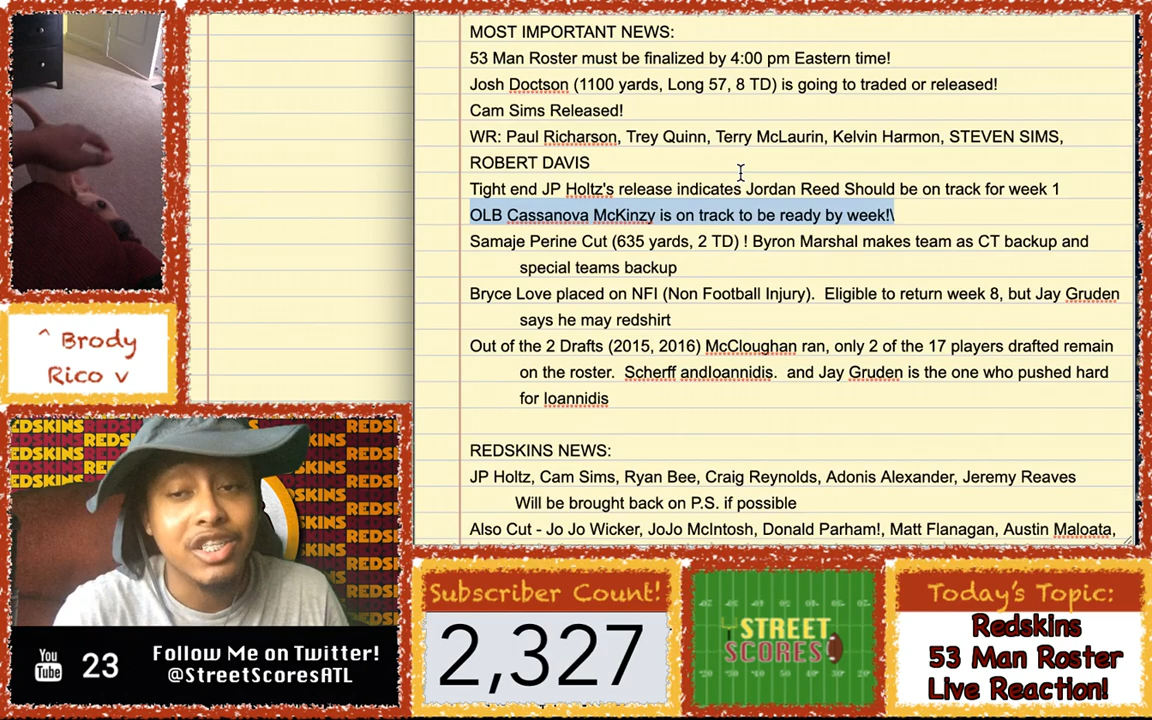 MOST IMPORTANT NEWS:
53 Man Roster must be finalized by 4:00 pm Eastern time!
Josh Doctson (1100 yards, Long 57, 8 TD) is going to traded or released!
Cam Sims Released!
WR: Paul Richarson, Trey Quinn, Terry McLaurin, Kelvin Harmon, STEVEN SIMS,
ROBERT DAVIS
Tight end JP Holtz's release indicates Jordan Reed Should be on track for week 1
OLB Cassanova McKinzy is on track to be ready by week!\
Samaje Perine Cut (635 yards, 2 TD) ! Byron Marshal makes team as CT backup and
special teams backup
Bryce Love placed on NFI (Non Football Injury).  Eligible to return week 8, but Jay Gruden
says he may redshirt
Out of the 2 Drafts (2015, 2016) McCloughan ran, only 2 of the 17 players drafted remain
on the roster.  Scherff andIoannidis.  and Jay Gruden is the one who pushed hard
for Ioannidis
REDSKINS NEWS:
JP Holtz, Cam Sims, Ryan Bee, Craig Reynolds, Adonis Alexander, Jeremy Reaves
Will be brought back on P.S. if possible
Also Cut - Jo Jo Wicker, JoJo McIntosh, Donald Parham!, Matt Flanagan, Austin Maloata,
^ Brody
Rico v
REDSKINS
You Tube 23
Follow Me on Twitter!
@StreetScoresATL
Subscriber Count!
2,327
STREET
SCORES
Today's Topic:
Redskins
53 Man Roster
Live Reaction!